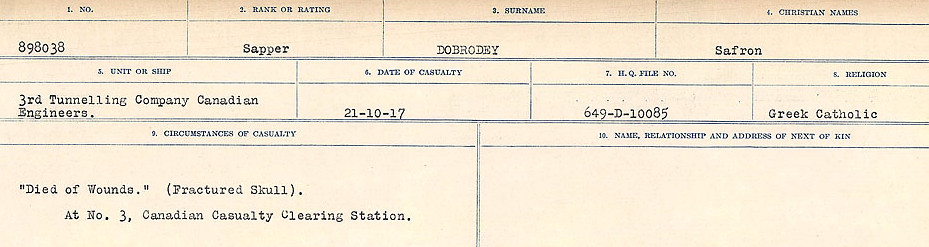 1. NO. 2. RANK OR RATING 3. SURNAME 4. CHRISTIAN NAMES
898038 Sapper DOBRODEY Safron
5. UNIT OR SHIP 6. DATE OF CASUALTY 7. H.Q. FILE NO. 8. RELIGION
3rd Tunnelling Company Canadian
Engineers. 21-10-17 649-D-10085 Greek Catholic
9. CIRCUMSTANCES OF CASUALTY 10. NAME, RELATIONSHIP AND ADDRESS OF NEXT OF KIN
"Died of Wounds." (Fractured Skull).
At No. 3, Canadian Casualty Clearing Station.